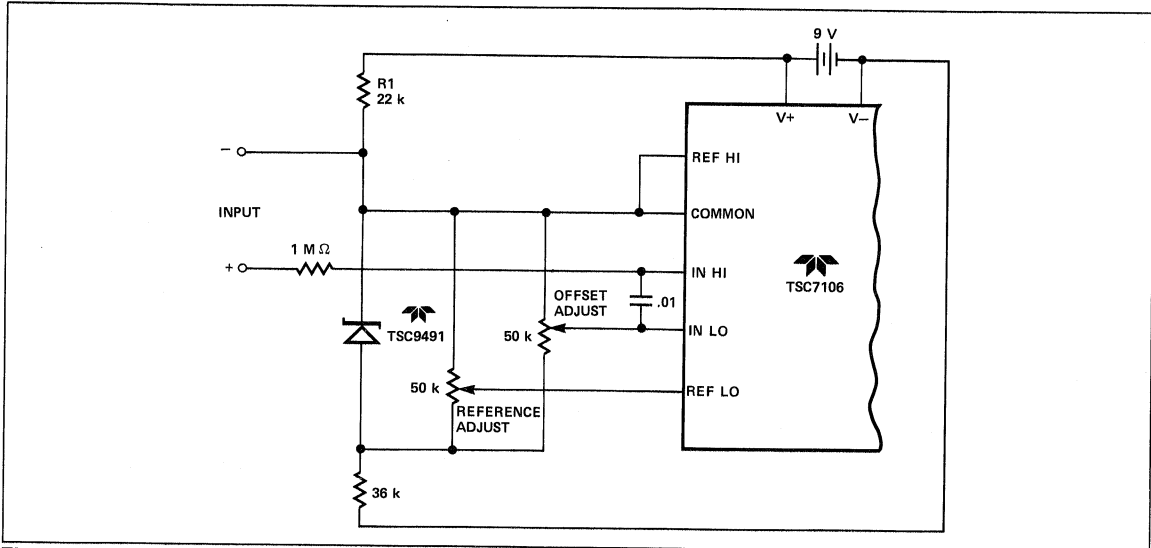 9 V
R1
22 k
V+
V−
−
REF HI
INPUT
COMMON
1 M Ω
+
IN HI
TSC7106
OFFSET
ADJUST
.01
TSC9491
50 k
IN LO
50 k
REF LO
REFERENCE
ADJUST
36 k